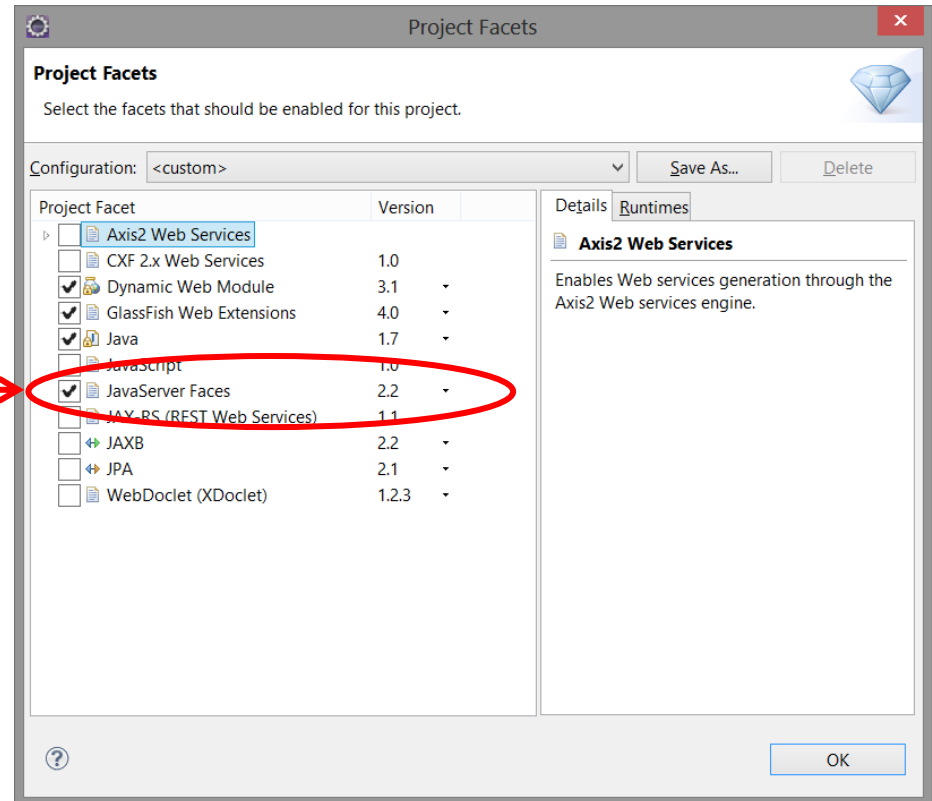 Project Facets
Project Facets
Select the facets that should be enabled for this project.
Configuration: <custom> Save As... Delete
Project Facet Version
Axis2 Web Services
CXF 2.x Web Services 1.0
Dynamic Web Module 3.1
GlassFish Web Extensions 4.0
Java 1.7
JavaScript 1.0
JavaServer Faces 2.2
JAX-RS (REST Web Services) 1.1
JAXB 2.2
JPA 2.1
WebDoclet (XDoclet) 1.2.3
Details Runtimes
Axis2 Web Services
Enables Web services generation through the
Axis2 Web services engine.
OK